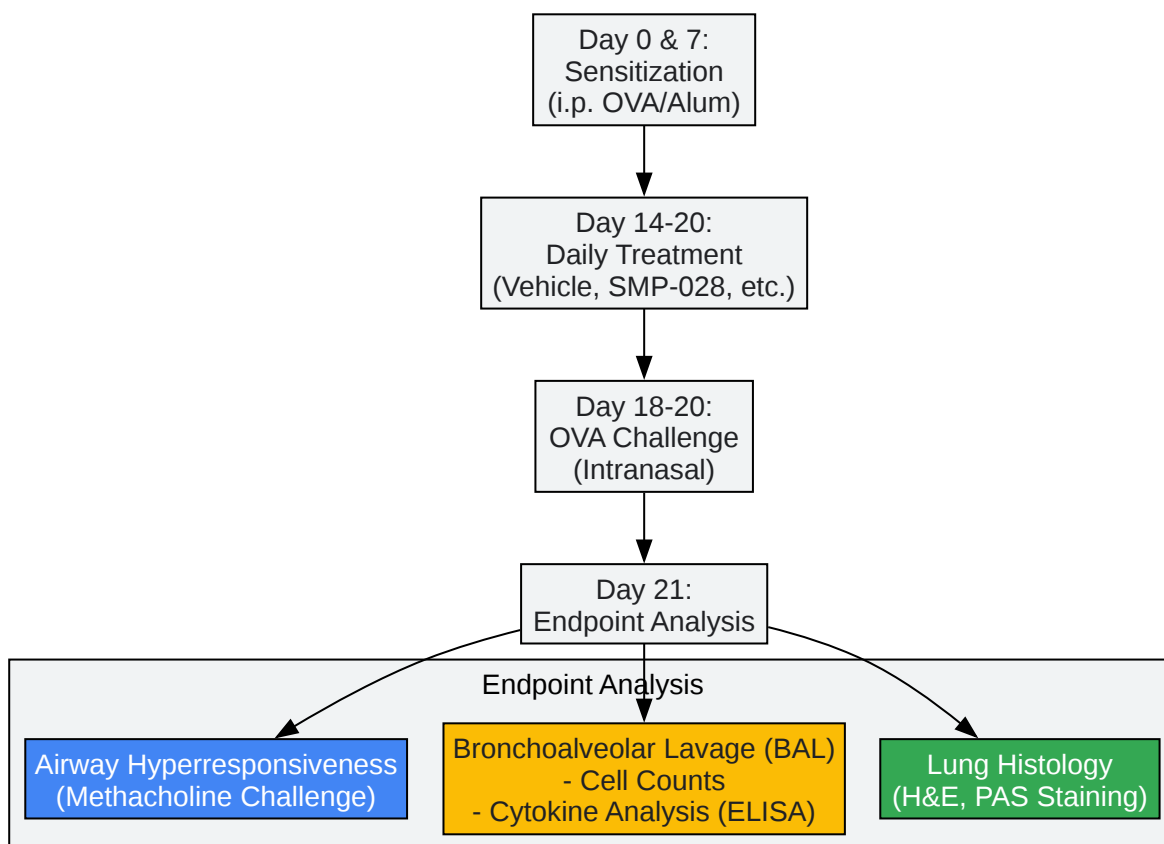 Day 0 & 7:
Sensitization
(i.p. OVA/Alum)
Day 14-20:
Daily Treatment
(Vehicle, SMP-028, etc.)
Day 18-20:
OVA Challenge
(Intranasal)
Day 21:
Endpoint Analysis
Endpoint Analysis
Airway Hyperresponsiveness
(Methacholine Challenge)
Bronchoalveolar Lavage (BAL)
- Cell Counts
- Cytokine Analysis (ELISA)
Lung Histology
(H&E, PAS Staining)